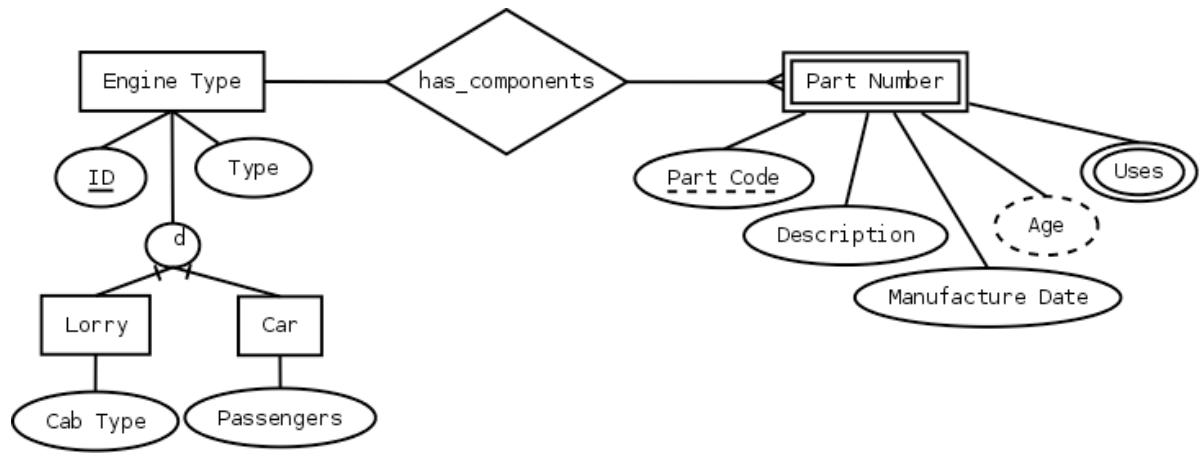 Engine Type
has_components
Part Number
ID
Type
Part Code
Uses
Description
Age
d
Manufacture Date
Lorry
Car
Cab Type
Passengers